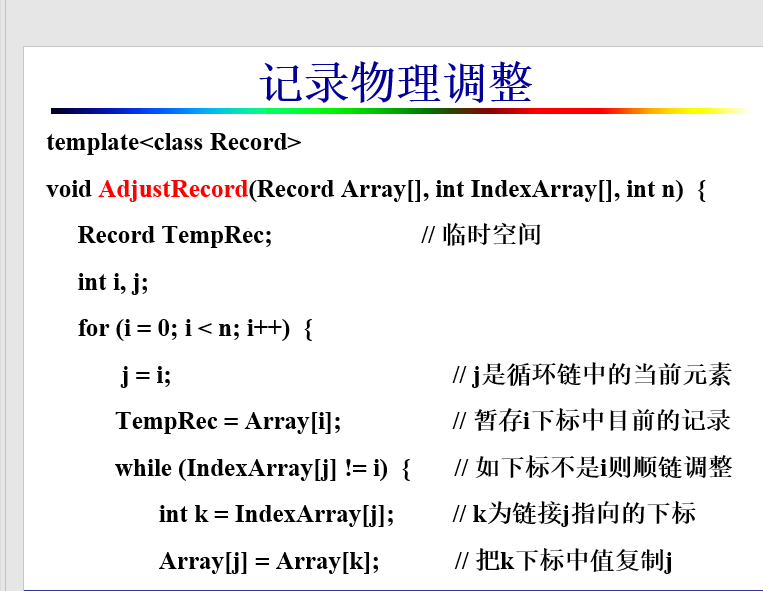 记录物理调整
template<class Record>
void AdjustRecord(Record Array[], int IndexArray[], int n) {
Record TempRec; // 临时空间
int i, j;
for (i = 0; i < n; i++) {
j = i; // j是循环链中的当前元素
TempRec = Array[i]; // 暂存i下标中目前的记录
while (IndexArray[j] != i) { // 如下标不是i则顺链调整
int k = IndexArray[j]; // k为链接j指向的下标
Array[j] = Array[k]; // 把k下标中值复制j